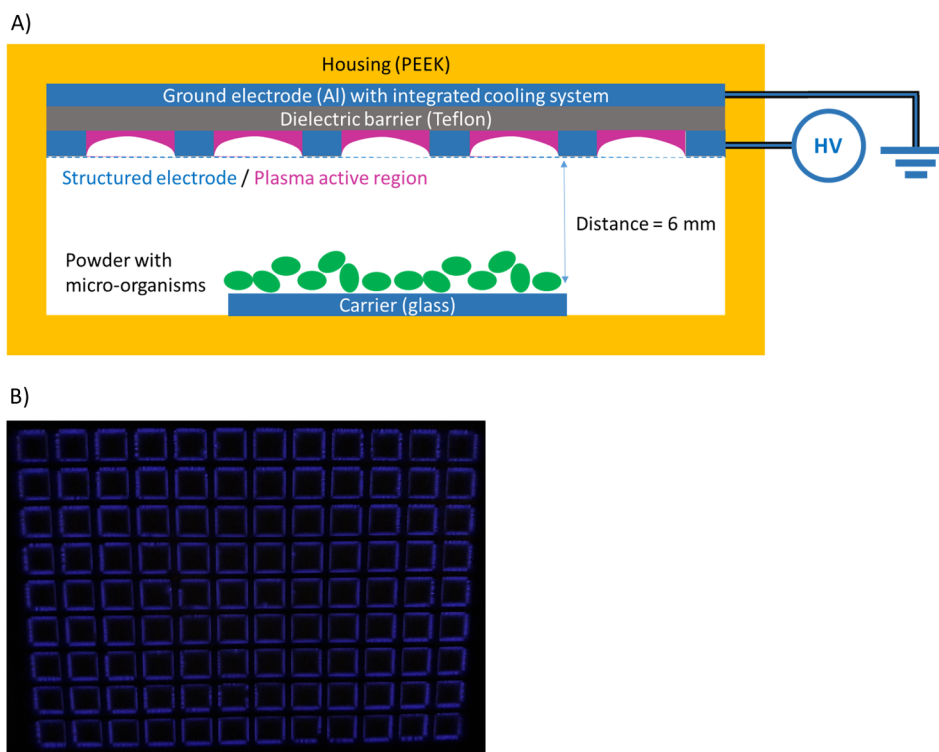 A)
Housing (PEEK)
Ground electrode (Al) with integrated cooling system
Dielectric barrier (Teflon)
HV
Structured electrode / Plasma active region
Distance = 6 mm
Powder with
micro-organisms
Carrier (glass)
B)